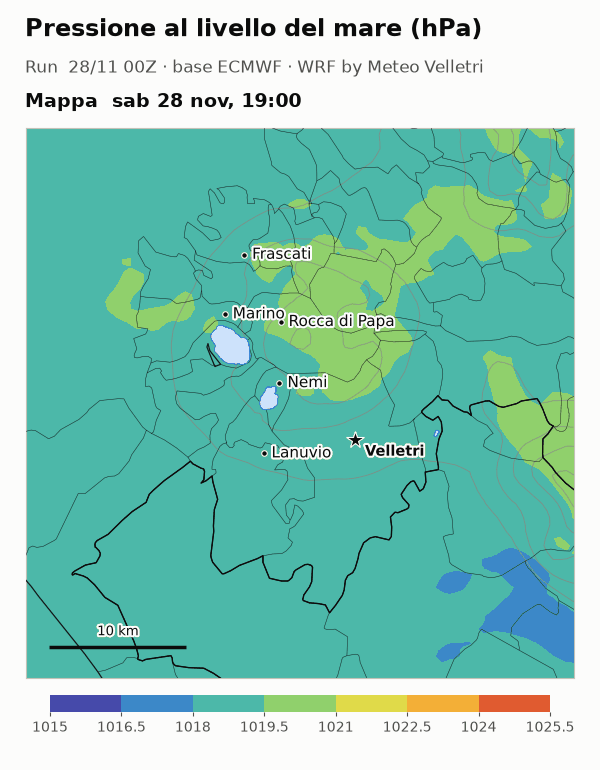 Pressione al livello del mare (hPa)
Run  28/11 00Z · base ECMWF · WRF by Meteo Velletri
Mappa  sab 28 nov, 19:00
Frascati
Marino
Rocca di Papa
Nemi
Velletri
Lanuvio
10 km
1015 1016.5 1018 1019.5 1021 1022.5 1024 1025.5